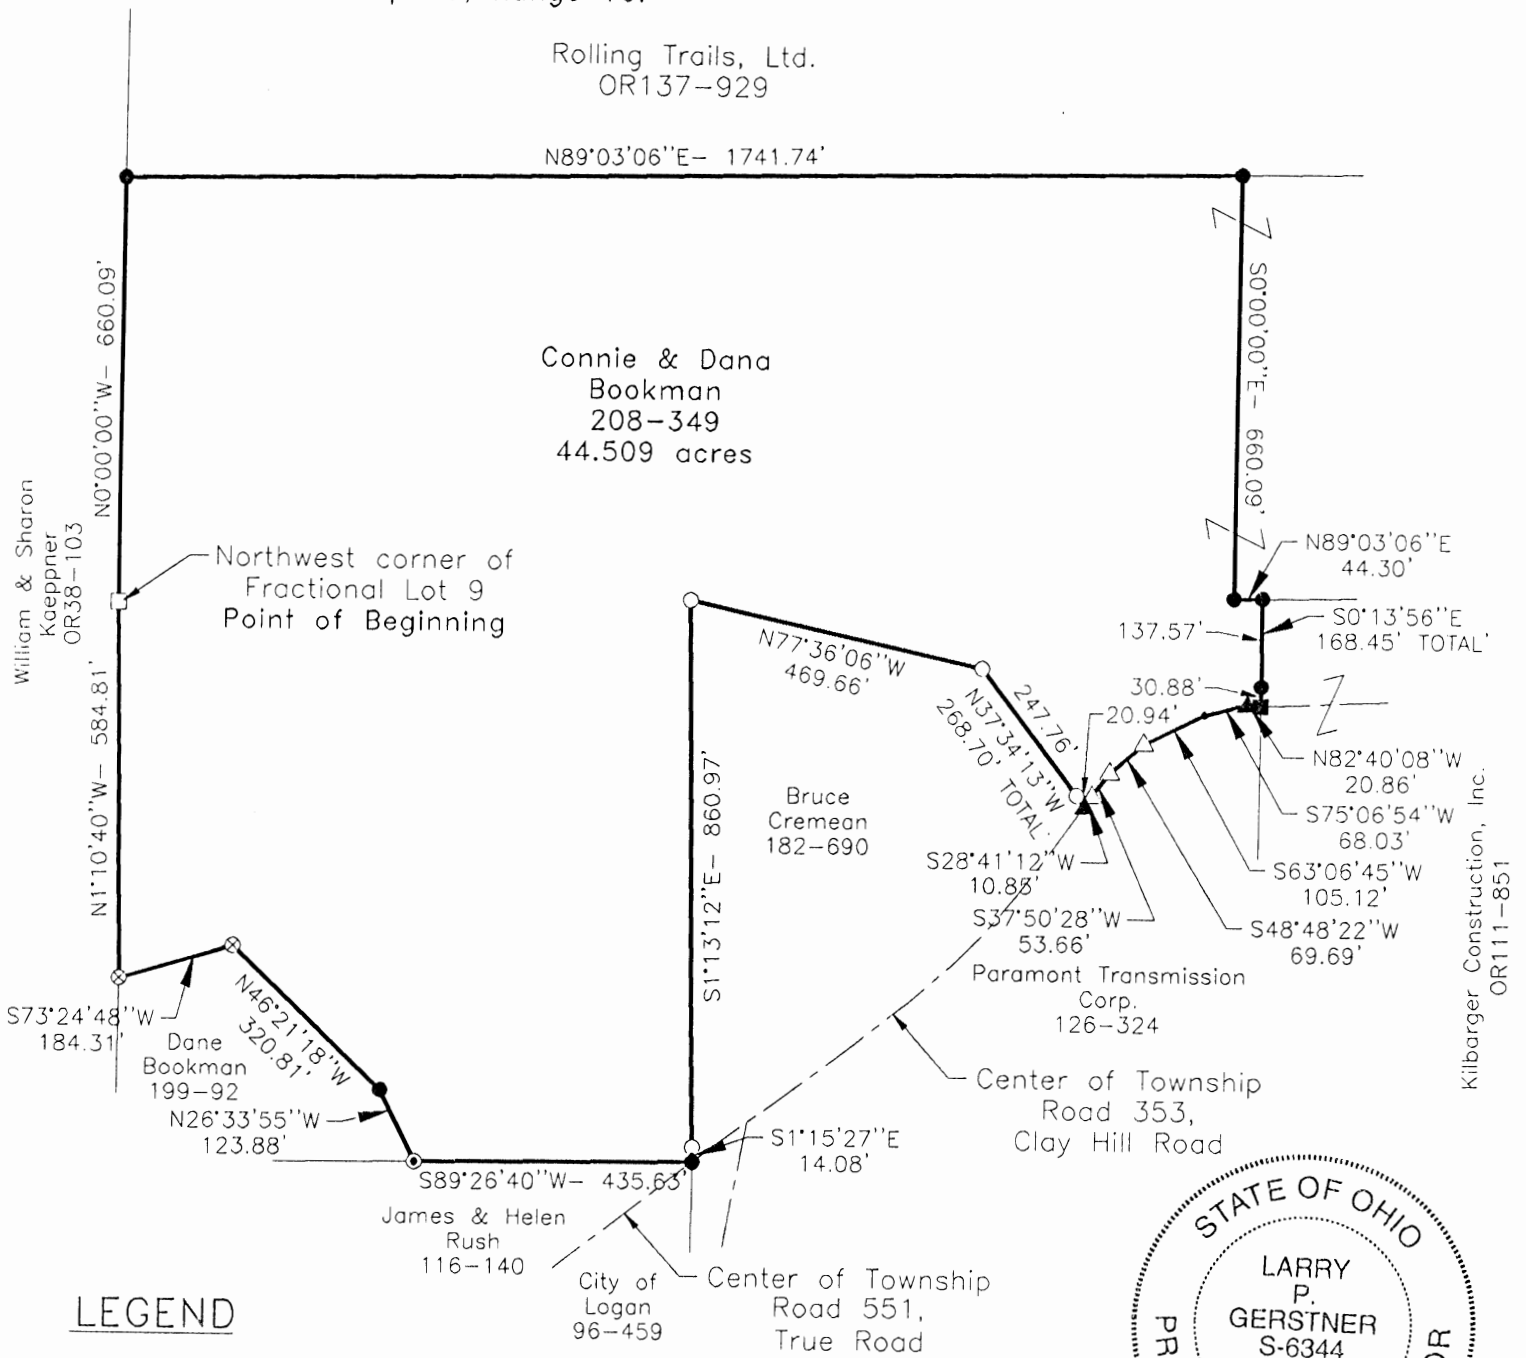 Rolling Trails, Ltd.
OR137-929
N89°03'06"E- 1741.74'
N0°00'00"W- 660.09'
S0°00'00"E- 660.09'
Connie & Dana
Bookman
208-349
44.509 acres
William & Sharon
Kaeppner
OR38-103
Northwest corner of
Fractional Lot 9
Point of Beginning
N89°03'06"E
44.30'
S0°13'56"E
168.45' TOTAL'
137.57'
30.88'
N77°36'06"W
469.66'
247.76'
N37°34'13"W
268.70' TOTAL
20.94'
N82°40'08"W
20.86'
S75°06'54"W
68.03'
S63°06'45"W
105.12'
S48°48'22"W
69.69'
S37°50'28"W
53.66'
S28°41'12"W
10.85'
Kilbarger Construction, Inc.
OR111-851
N1°10'40"W- 584.81'
S1°13'12"E- 860.97'
Bruce
Cremean
182-690
Paramont Transmission
Corp.
126-324
S73°24'48"W
184.31'
Dane
Bookman
199-92
N46°21'18"W
320.81'
N26°33'55"W
123.88'
Center of Township
Road 353,
Clay Hill Road
S1°15'27"E
14.08'
S89°26'40"W- 435.63'
James & Helen
Rush
116-140
City of
Logan
96-459
Center of Township
Road 551,
True Road
LEGEND
STATE OF OHIO
LARRY
P.
GERSTNER
S-6344